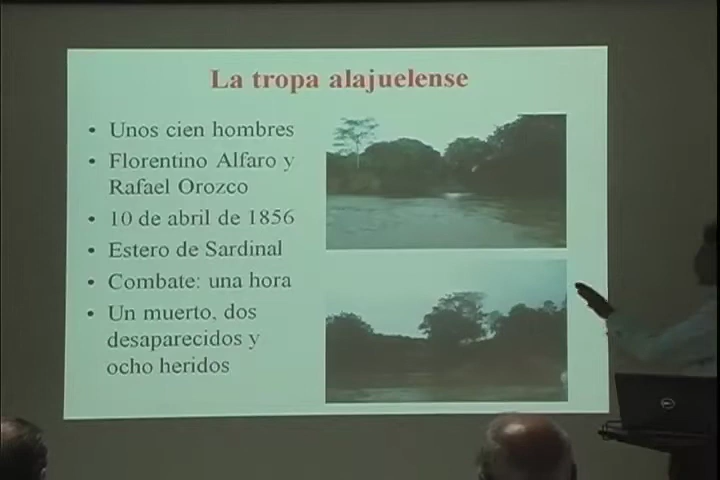 La tropa alajuelense
• Unos cien hombres
• Florentino Alfaro y
Rafael Orozco
• 10 de abril de 1856
• Estero de Sardinal
• Combate: una hora
• Un muerto, dos
desaparecidos y
ocho heridos
DELL